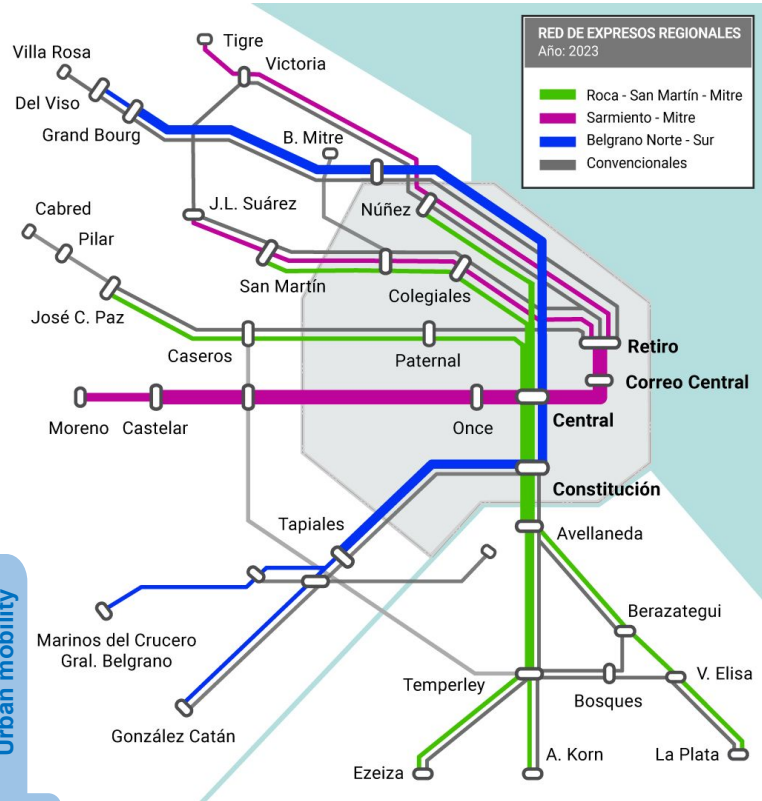 RED DE EXPRESOS REGIONALES
Año: 2023
Roca - San Martín - Mitre
Sarmiento - Mitre
Belgrano Norte - Sur
Convencionales
Tigre
Villa Rosa
Victoria
Del Viso
Grand Bourg
B. Mitre
J.L. Suárez
Núñez
Cabred
Pilar
San Martín
Colegiales
José C. Paz
Caseros
Paternal
Retiro
Correo Central
Moreno
Castelar
Once
Central
Constitución
Tapiales
Avellaneda
Berazategui
Marinos del Crucero
Gral. Belgrano
Temperley
Bosques
V. Elisa
González Catán
Ezeiza
A. Korn
La Plata
Urban mobility